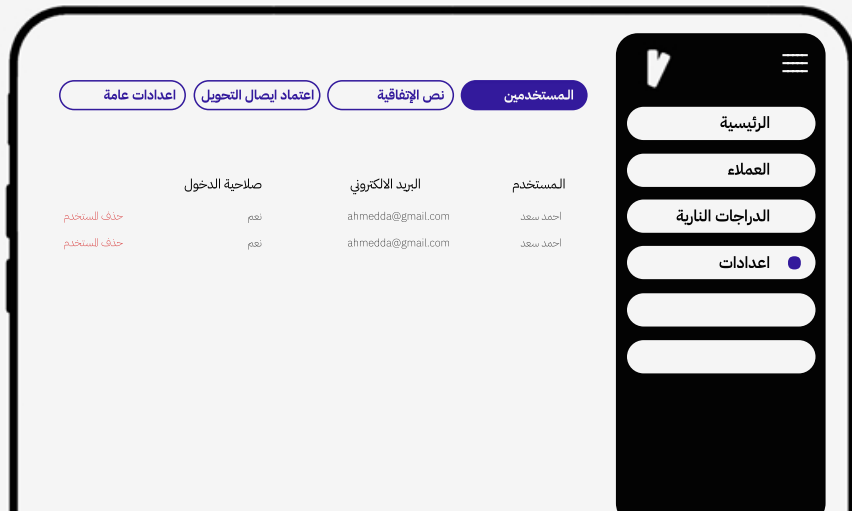 المستخدمين
نص الإتفاقية
اعتماد ايصال التحويل
اعدادات عامة
الرئيسية
العملاء
الدراجات النارية
اعدادات
المستخدم
البريد الالكتروني
صلاحية الدخول
احمد سعد
ahmedda@gmail.com
نعم
حذف المستخدم
احمد سعد
ahmedda@gmail.com
نعم
حذف المستخدم